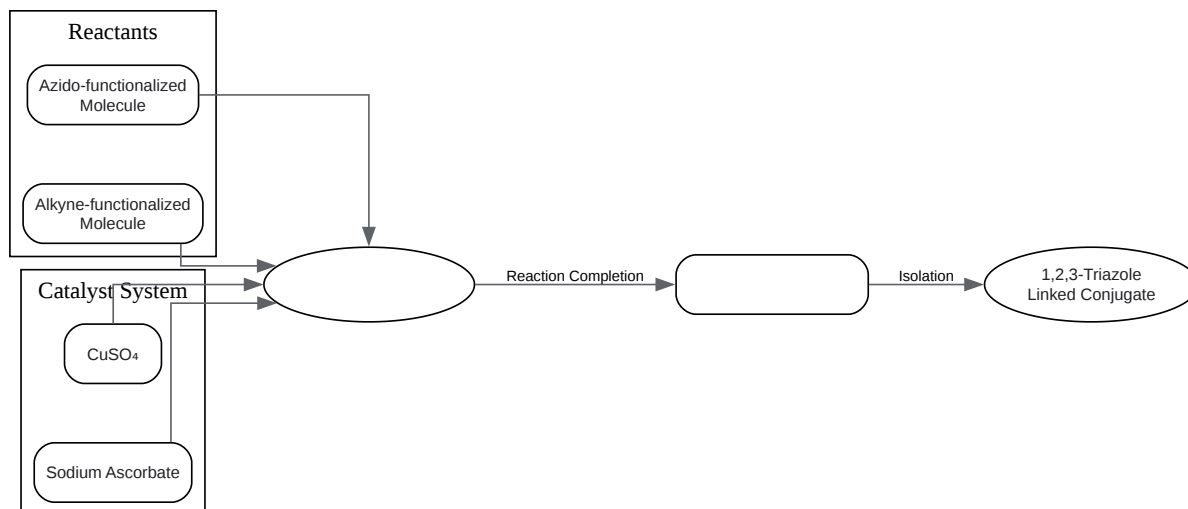 Reactants
Azido-functionalized
Molecule
Alkyne-functionalized
Molecule
Catalyst System
CuSO₄
Sodium Ascorbate
Reaction Completion
Isolation
1,2,3-Triazole
Linked Conjugate